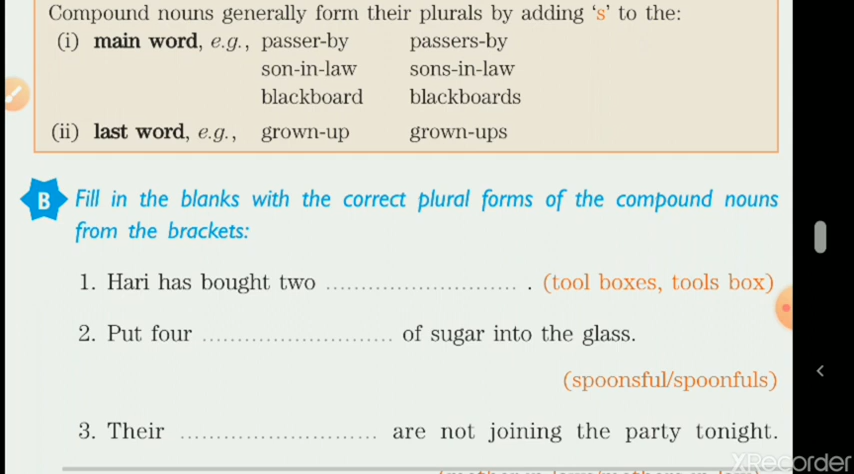 Compound nouns generally form their plurals by adding ‘s’ to the:
(i) main word, e.g., passer-by passers-by
son-in-law sons-in-law
blackboard blackboards
(ii) last word, e.g., grown-up grown-ups
B Fill in the blanks with the correct plural forms of the compound nouns
from the brackets:
1. Hari has bought two .......................... . (tool boxes, tools box)
2. Put four .......................... of sugar into the glass.
(spoonsful/spoonfuls)
3. Their .......................... are not joining the party tonight.
XRecorder